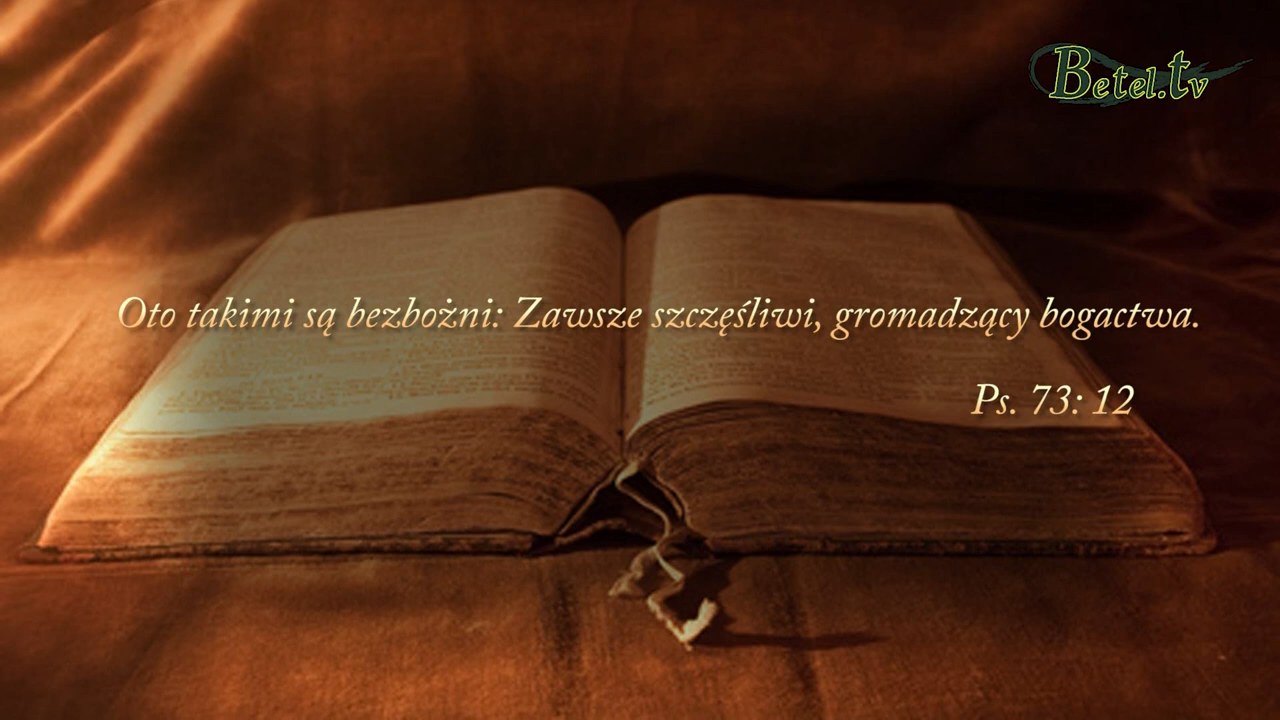 Betel.tv
Oto takimi są bezbożni: Zawsze szczęśliwi, gromadzący bogactwa.
Ps. 73: 12